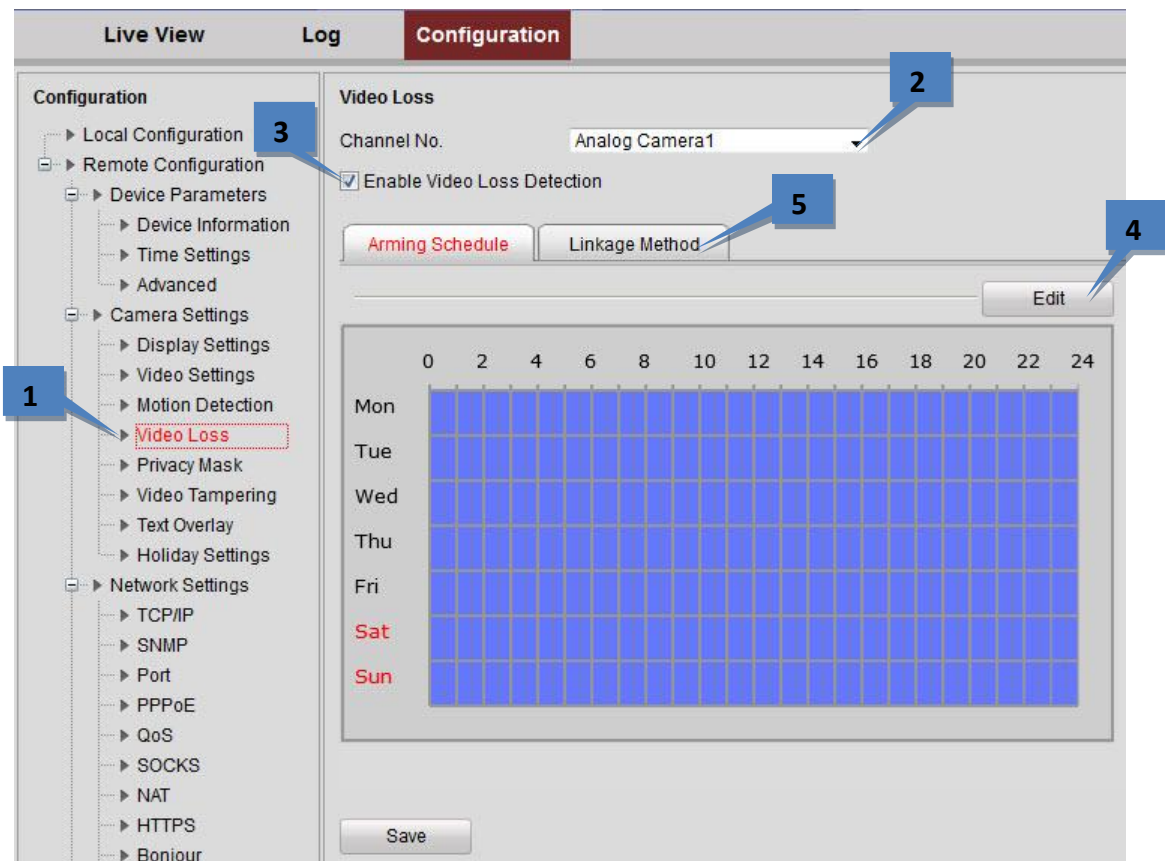 Live View Log Configuration
Configuration
Local Configuration
Remote Configuration
Device Parameters
Device Information
Time Settings
Advanced
Camera Settings
Display Settings
Video Settings
Motion Detection
Video Loss
Privacy Mask
Video Tampering
Text Overlay
Holiday Settings
Network Settings
TCP/IP
SNMP
Port
PPPoE
QoS
SOCKS
NAT
HTTPS
Bonjour
1
3
Video Loss
2
Channel No. Analog Camera1
Enable Video Loss Detection
5
4
Arming Schedule Linkage Method
Edit
0 2 4 6 8 10 12 14 16 18 20 22 24
Mon
Tue
Wed
Thu
Fri
Sat
Sun
Save